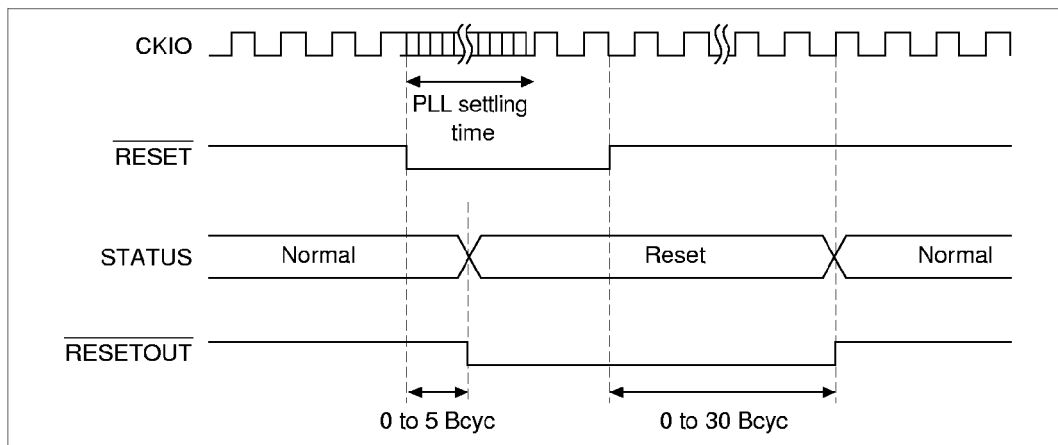 CKIO
PLL settling
time
RESET
STATUS
Normal
Reset
Normal
RESETOUT
0 to 5 Bcyc
0 to 30 Bcyc